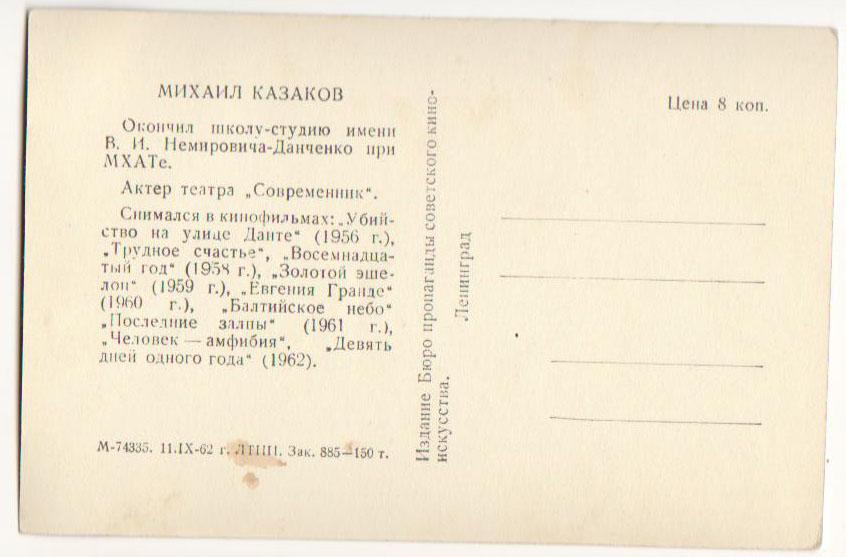 МИХАИЛ КАЗАКОВ
Окончил школу-студию имени
В. И. Немировича-Данченко при
МХАТе.
Актер театра „Современник“.
Снимался в кинофильмах: „Убий-
ство на улице Данте“ (1956 г.),
„Трудное счастье“, „Восемнадца-
тый год“ (1958 г.), „Золотой эше-
лон“ (1959 г.), „Евгения Гранде“
(1960 г.), „Балтийское небо“
„Последние залпы“ (1961 г.),
„Человек — амфибия“, „Девять
дней одного года“ (1962).
М-74335. 11.IX-62 г. ЛТПП. Зак. 885—150 т.
Издание Бюро пропаганды советского кино-
искусства.
Ленинград
Цена 8 коп.